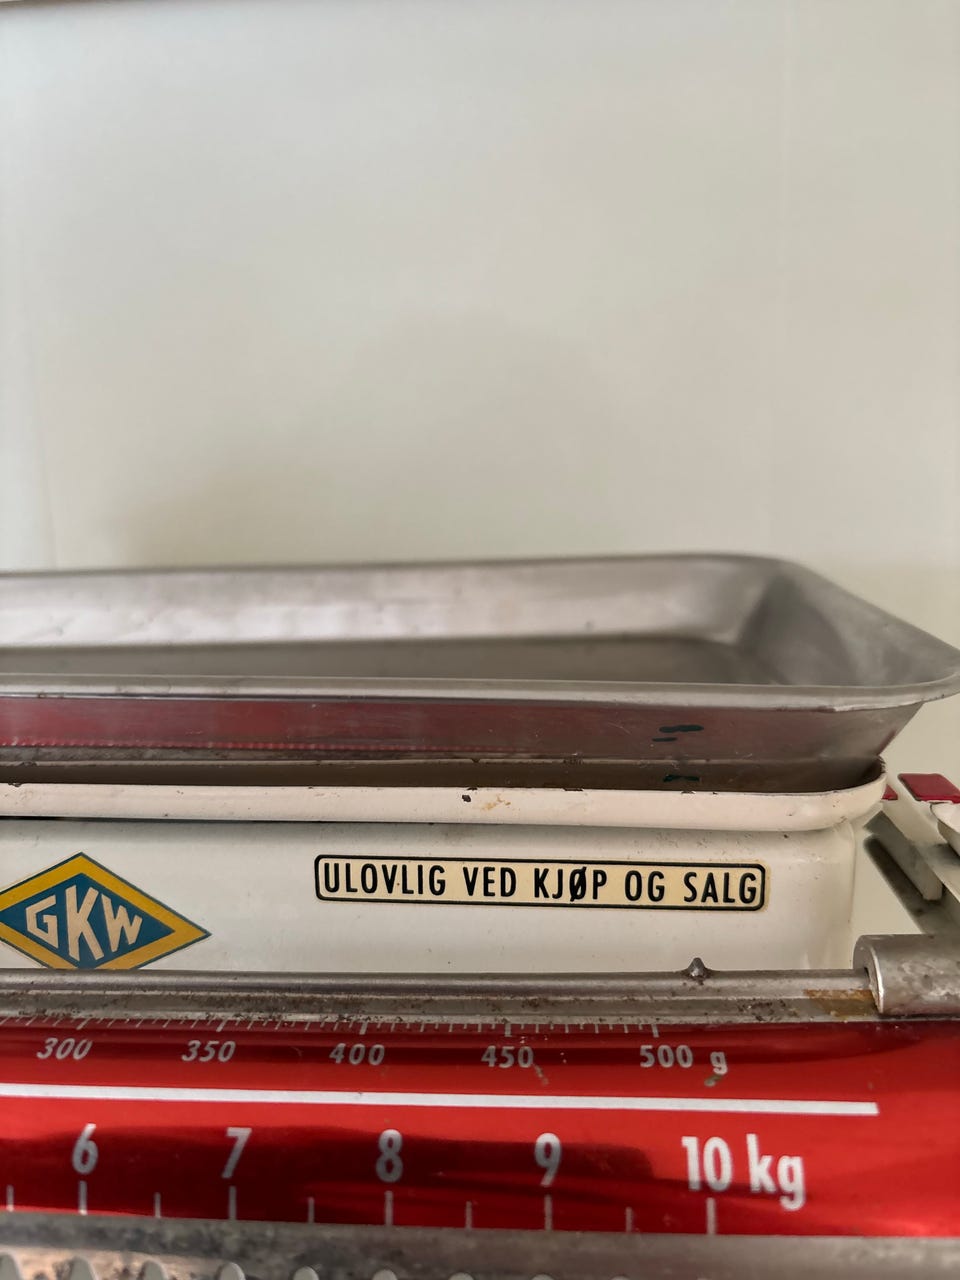 ULOVLIG VED KJØP OG SALG
GKW
300 350 400 450 500 g
6 7 8 9 10 kg